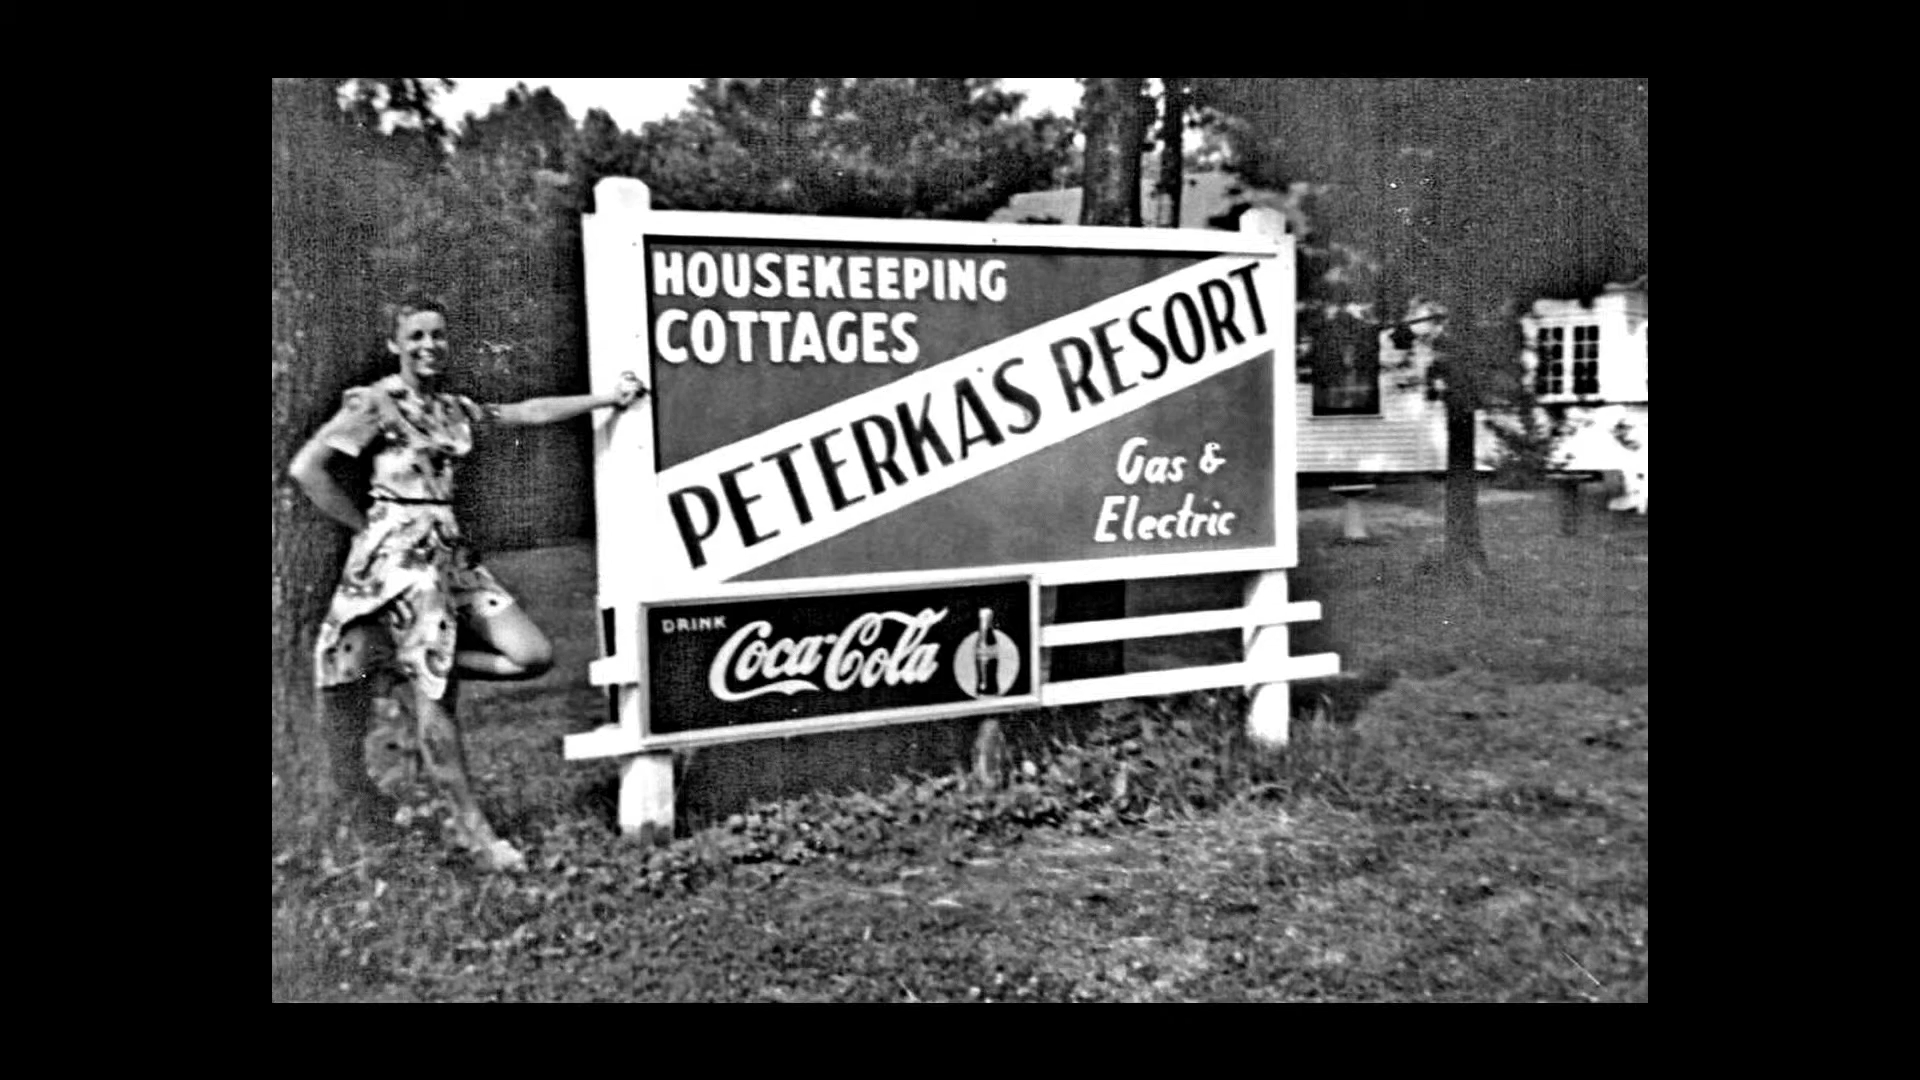 HOUSEKEEPING
COTTAGES
PETERKA'S RESORT
Gas &
Electric
DRINK
Coca-Cola